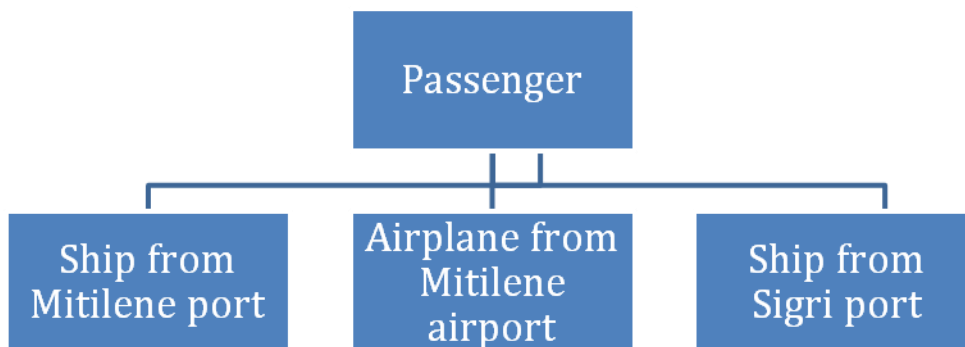 Passenger
Ship from
Mitilene port
Airplane from
Mitilene
airport
Ship from
Sigri port